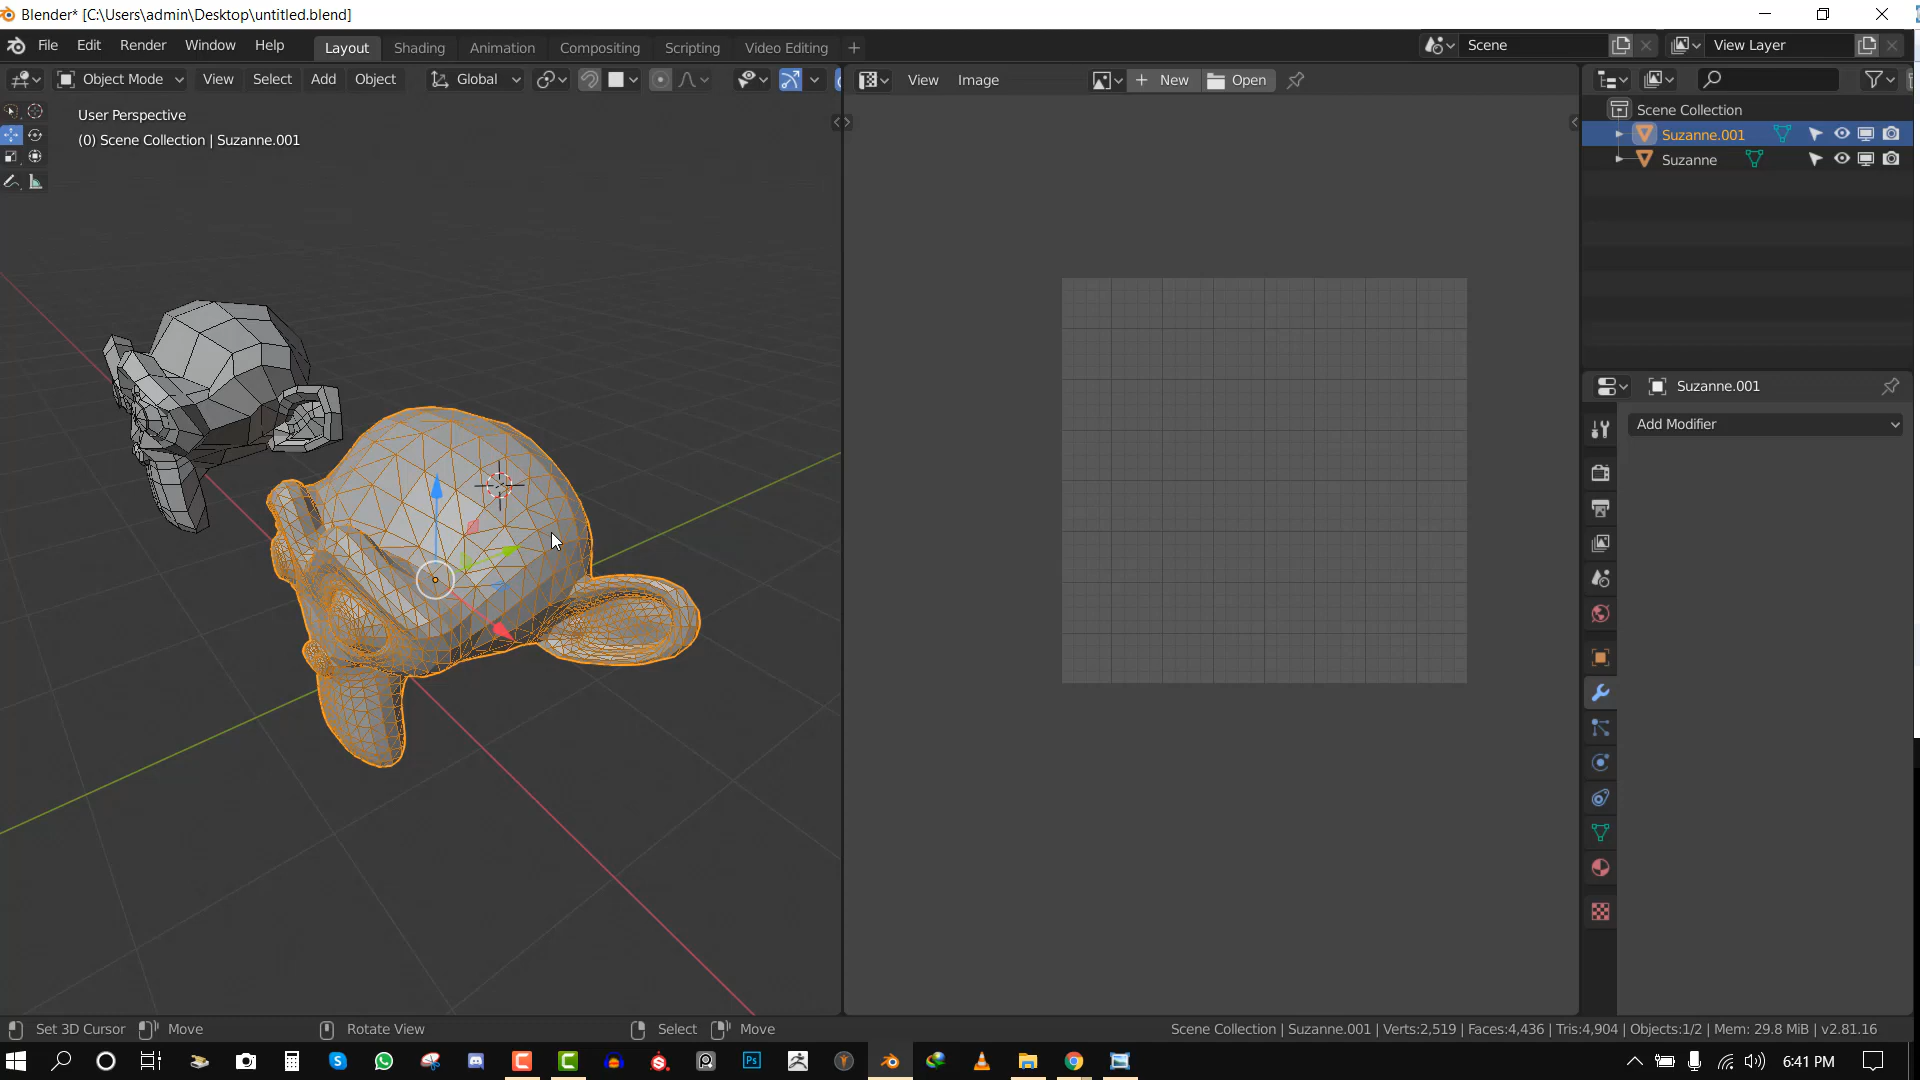 Blender* [C:\Users\admin\Desktop\untitled.blend]
File Edit Render Window Help Layout Shading Animation Compositing Scripting Video Editing + Scene View Layer
Object Mode View Select Add Object Global View Image New Open
User Perspective
(0) Scene Collection | Suzanne.001
Scene Collection
Suzanne.001
Suzanne
Suzanne.001
Add Modifier
Set 3D Cursor Move Rotate View Select Move Scene Collection | Suzanne.001 | Verts:2,519 | Faces:4,436 | Tris:4,904 | Objects:1/2 | Mem: 29.8 MiB | v2.81.16
Ps
6:41 PM